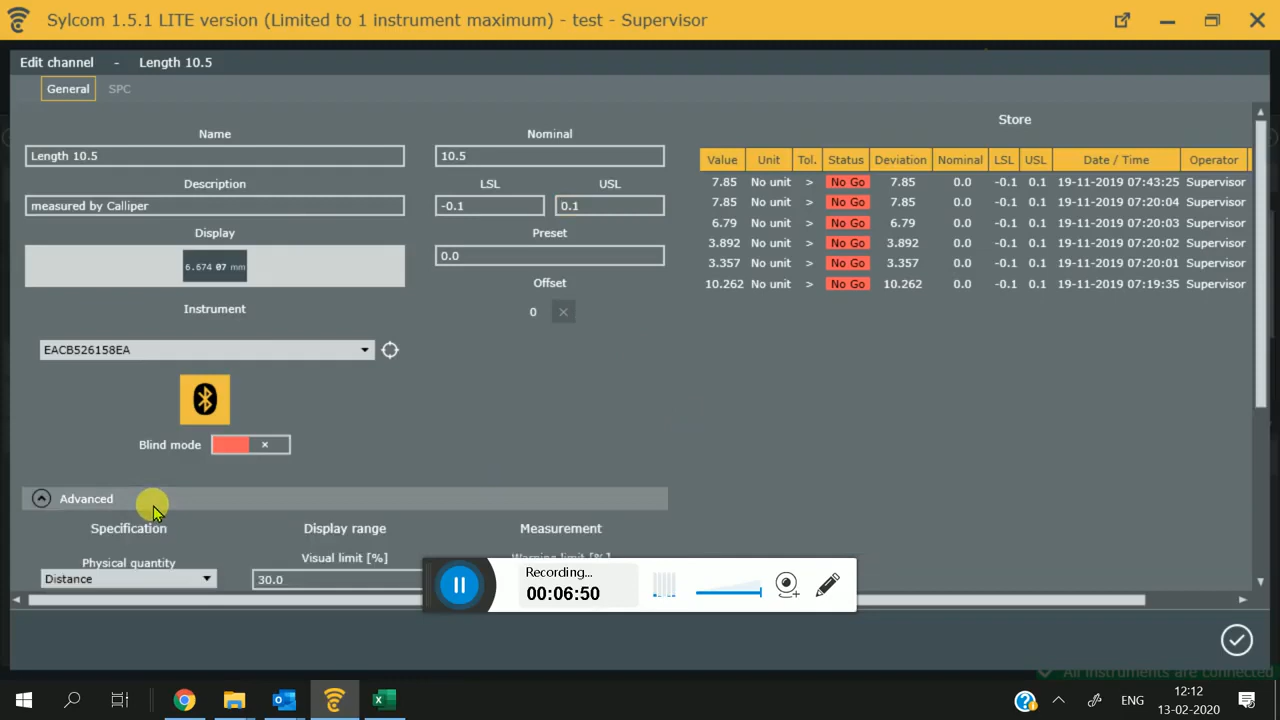 Sylcom 1.5.1 LITE version (Limited to 1 instrument maximum) - test - Supervisor
Edit channel - Length 10.5
General SPC
Name
Length 10.5
Description
measured by Calliper
Display
6.674 07 mm
Instrument
EACB526158EA
Blind mode
Nominal
10.5
LSL USL
-0.1 0.1
Preset
0.0
Offset
0
Store
Value Unit Tol. Status Deviation Nominal LSL USL Date / Time Operator
7.85 No unit > No Go 7.85 0.0 -0.1 0.1 19-11-2019 07:43:25 Supervisor
7.85 No unit > No Go 7.85 0.0 -0.1 0.1 19-11-2019 07:20:04 Supervisor
6.79 No unit > No Go 6.79 0.0 -0.1 0.1 19-11-2019 07:20:03 Supervisor
3.892 No unit > No Go 3.892 0.0 -0.1 0.1 19-11-2019 07:20:02 Supervisor
3.357 No unit > No Go 3.357 0.0 -0.1 0.1 19-11-2019 07:20:01 Supervisor
10.262 No unit > No Go 10.262 0.0 -0.1 0.1 19-11-2019 07:19:35 Supervisor
Advanced
Specification Display range Measurement
Physical quantity Visual limit [%] Warning limit [%]
Distance 30.0
Recording...
00:06:50
All instruments are connected
ENG
12:12
13-02-2020